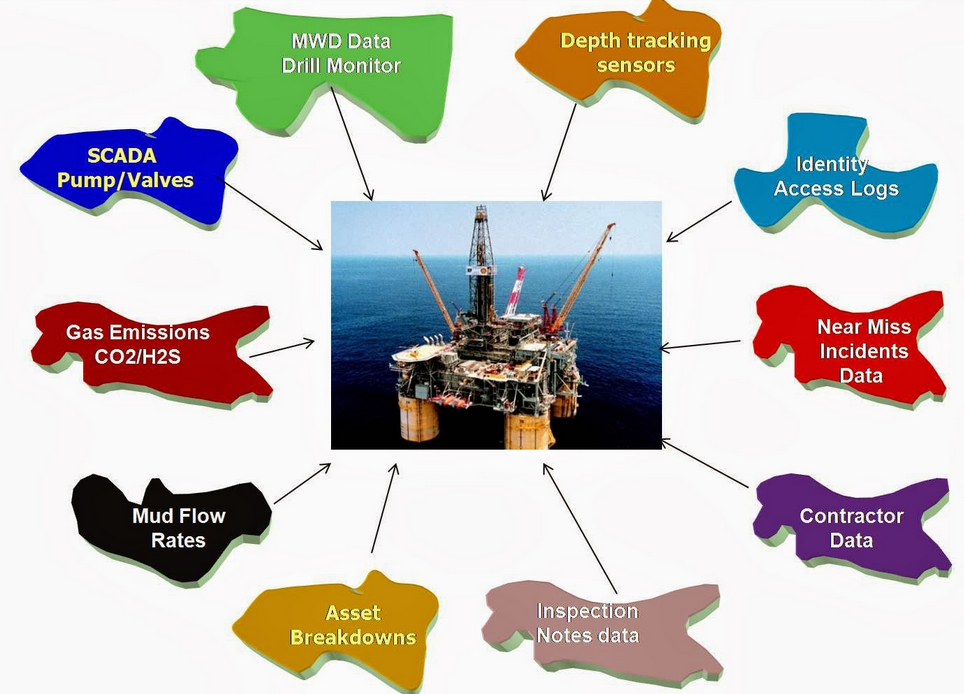 MWD Data
Drill Monitor
Depth tracking
sensors
SCADA
Pump/Valves
Identity
Access Logs
Gas Emissions
CO2/H2S
Near Miss
Incidents
Data
Mud Flow
Rates
Contractor
Data
Asset
Breakdowns
Inspection
Notes data